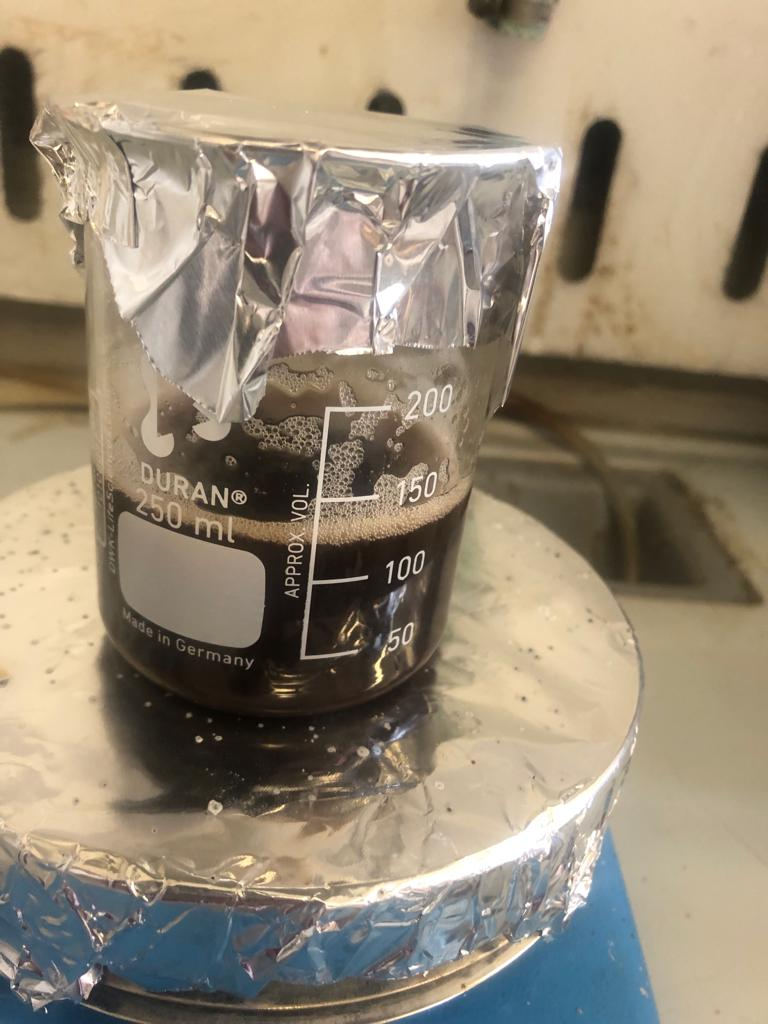 DURAN®
250 ml
Made in Germany
APPROX VOL.
200
150
100
50